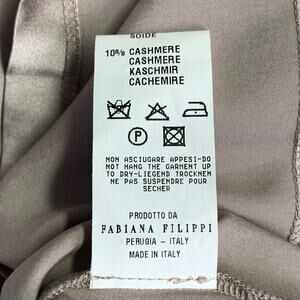 SOIDE
10% CASHMERE
CASHMERE
KASCHMIR
CACHEMIRE
P
NON ASCIUGARE APPESI-DO
NOT HANG THE GARMENT UP
TO DRY-LIEGEND TROCKNEN
NE PAS SUSPENDRE POUR
SECHER
PRODOTTO DA
FABIANA FILIPPI
PERUGIA - ITALY
MADE IN ITALY